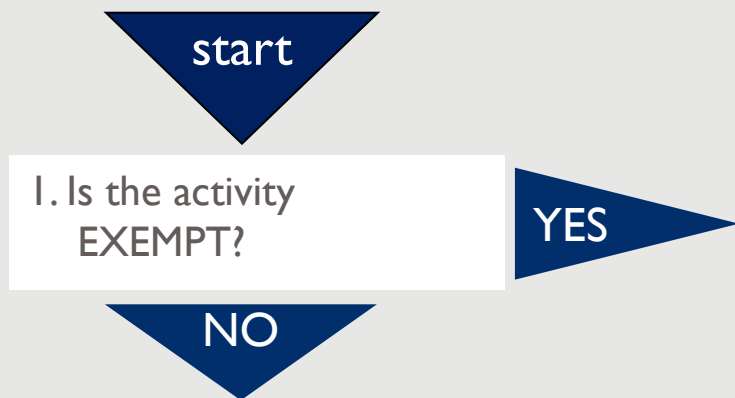 start
1. Is the activity
EXEMPT?
YES
NO